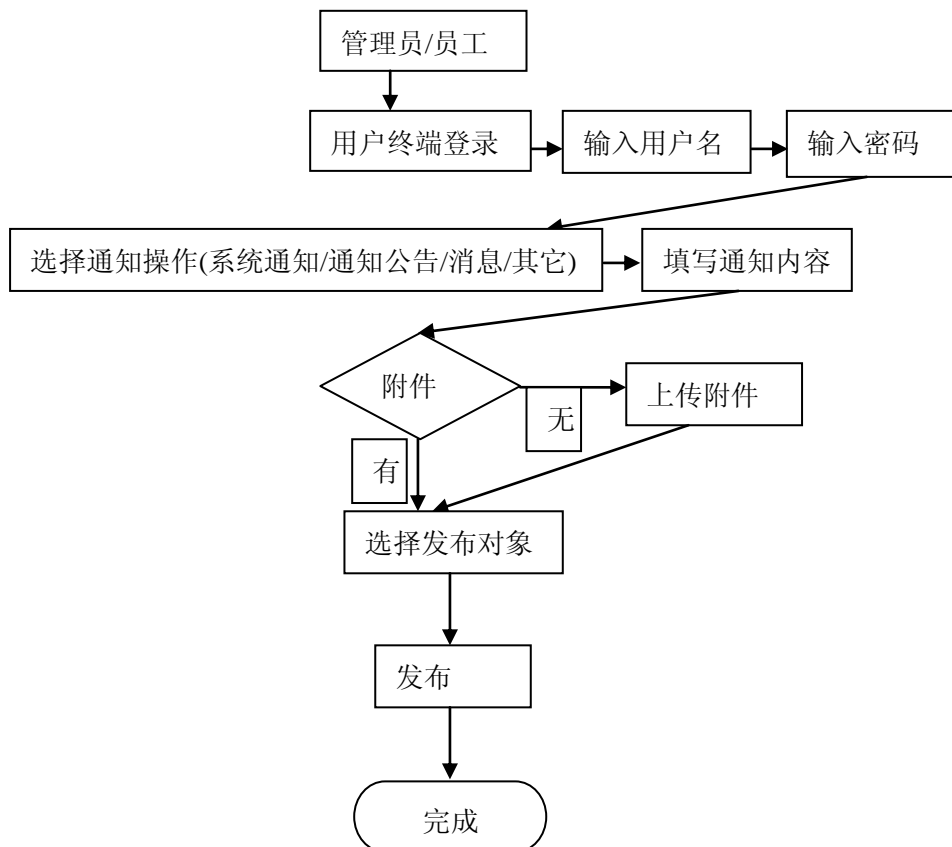 管理员/员工
用户终端登录
输入用户名
输入密码
选择通知操作(系统通知/通知公告/消息/其它)
填写通知内容
附件
上传附件
无
有
选择发布对象
发布
完成